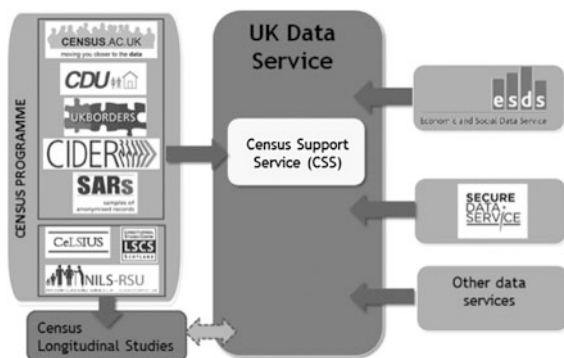 CENSUS PROGRAMME
CENSUS.AC.UK
moving you closer to the data
CDU
UKBORDERS
CIDER
SARs
samples of
anonymised records
CeLSIUS
LSCS
SCOTLAND
NILS-RSU
Census
Longitudinal Studies
UK Data
Service
Census Support
Service (CSS)
esds
Economic and Social Data Service
SECURE
DATA
SERVICE
Other data
services